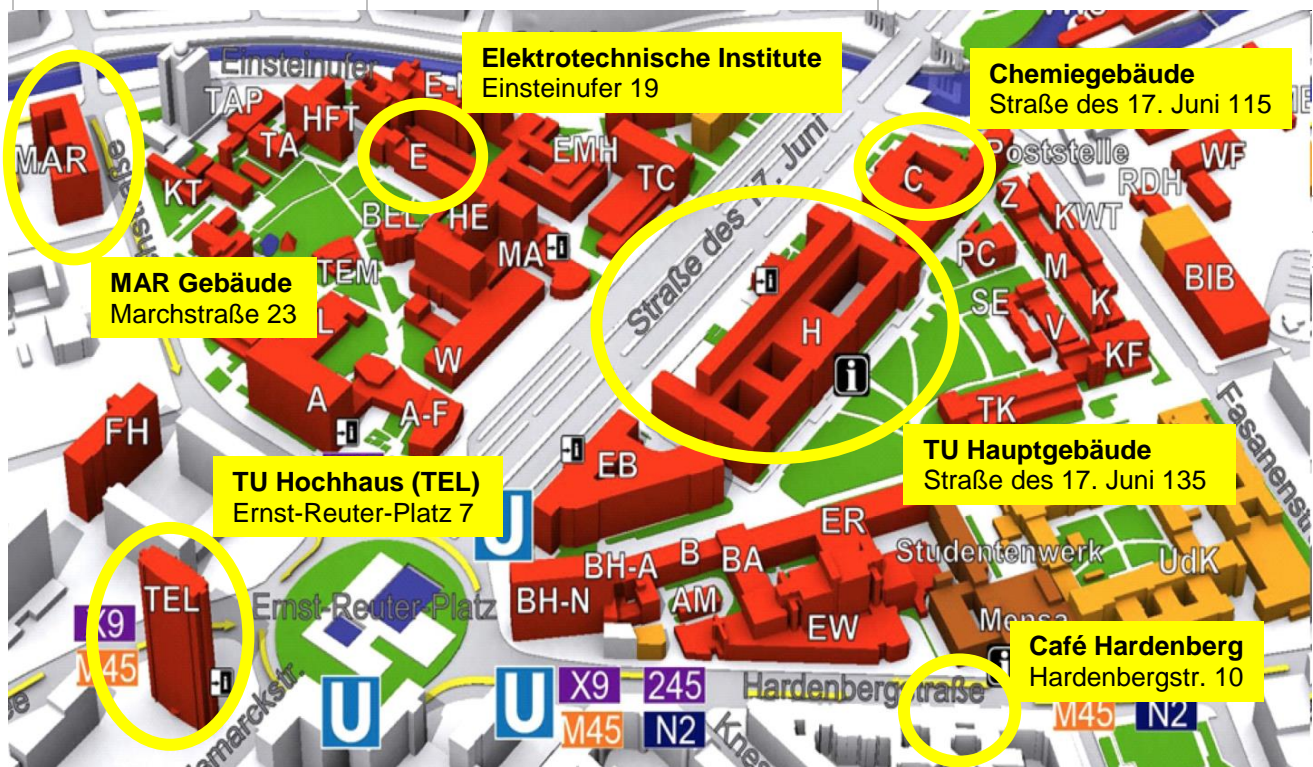 Elektrotechnische Institute
Einsteinufer 19
Chemiegebäude
Straße des 17. Juni 115
Einsteinufer
TAP
HFT
TA
KT
MAR
E
EMH
TC
Straße des 17. Juni
C
Poststelle
WF
RDH
Z
KWT
BEL
HE
MA
TEM
MAR Gebäude
Marchstraße 23
L
W
A
A-F
H
i
PC
SE
M
V
K
KF
BIB
TK
FH
EB
TU Hochhaus (TEL)
Ernst-Reuter-Platz 7
TU Hauptgebäude
Straße des 17. Juni 135
U
ER
B
BA
BH-A
BH-N
AM
EW
Studentenwerk
UdK
Mensa
TEL
Ernst-Reuter-Platz
X9
M45
Café Hardenberg
Hardenbergstr. 10
Hardenbergstraße
i
U
U
X9 245
M45 N2
M45 N2